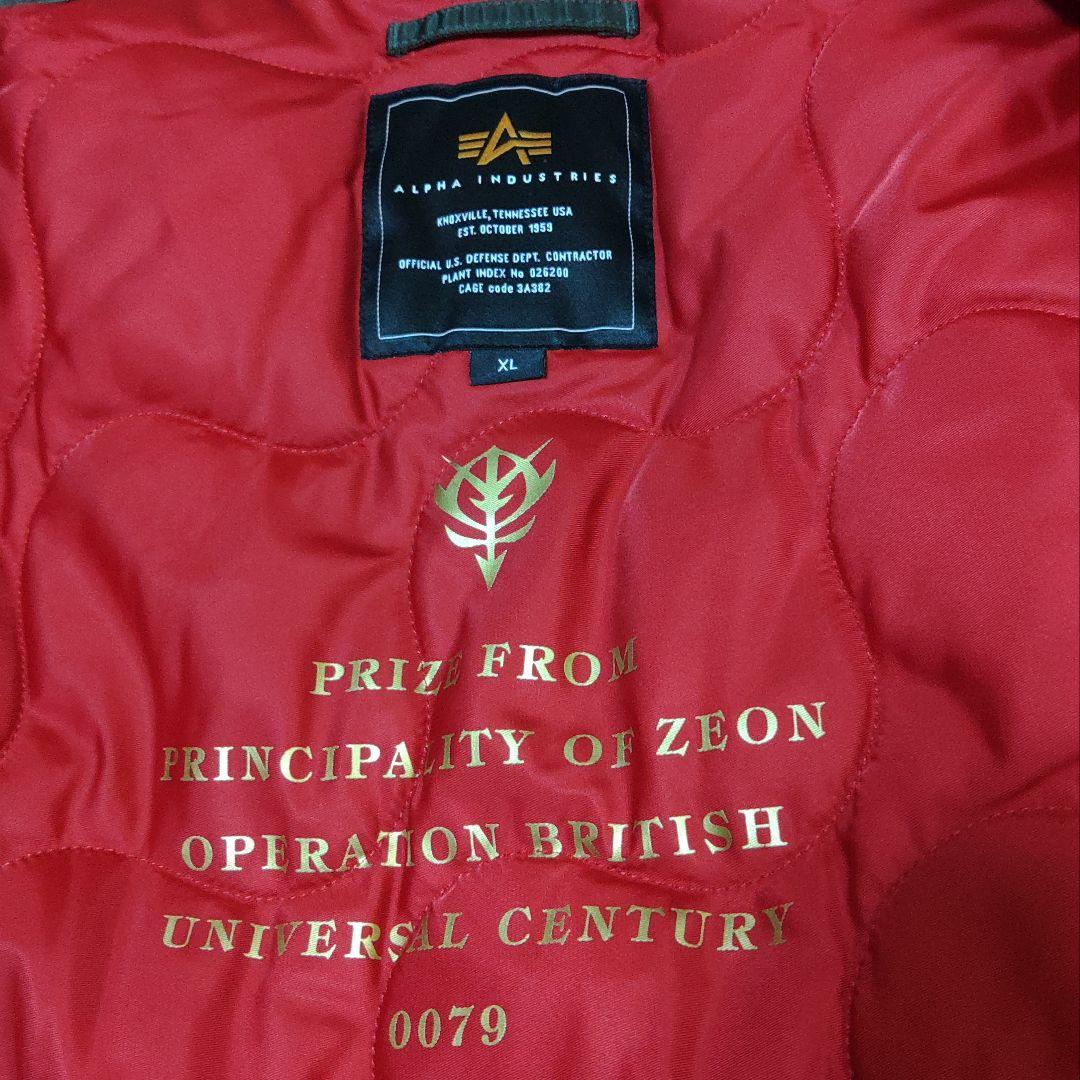 ALPHA INDUSTRIES
KNOXVILLE, TENNESSEE USA
EST. OCTOBER 1959
OFFICIAL U.S. DEFENSE DEPT. CONTRACTOR
PLANT INDEX No 026200
CAGE code 3A382
XL
PRIZE FROM
PRINCIPALITY OF ZEON
OPERATION BRITISH
UNIVERSAL CENTURY
0079